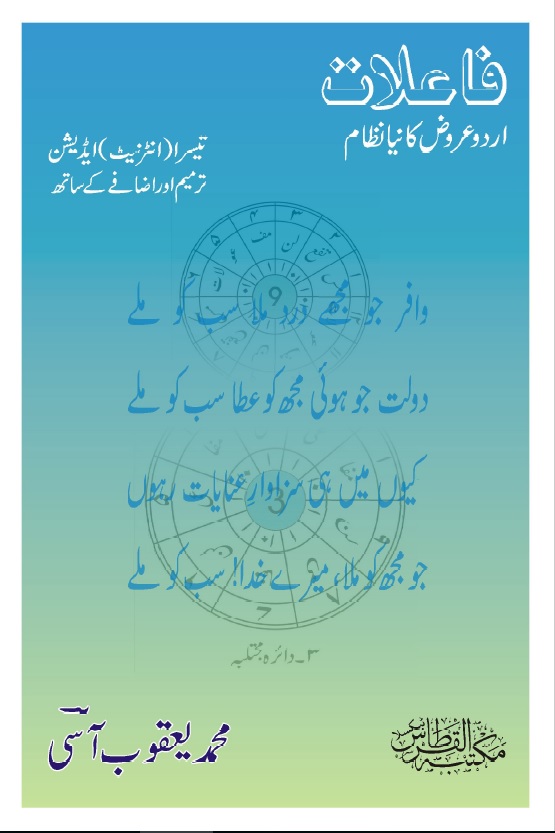 فاعلات
اردو عروض کا نیا نظام
تیسرا (انٹرنیٹ) ایڈیشن
ترمیم اور اضافے کے ساتھ
وافر جو مجھے درد ملا سب کو ملے
دولت جو ہوئی مجھ کو عطا سب کو ملے
کیوں میں ہی سزاوارِ عنایات رہوں
جو مجھ کو ملا، میرے خدا! سب کو ملے
۳۔ دائرہ مجتلبہ
محمد یعقوب آسی
مکتبہ القرطاس